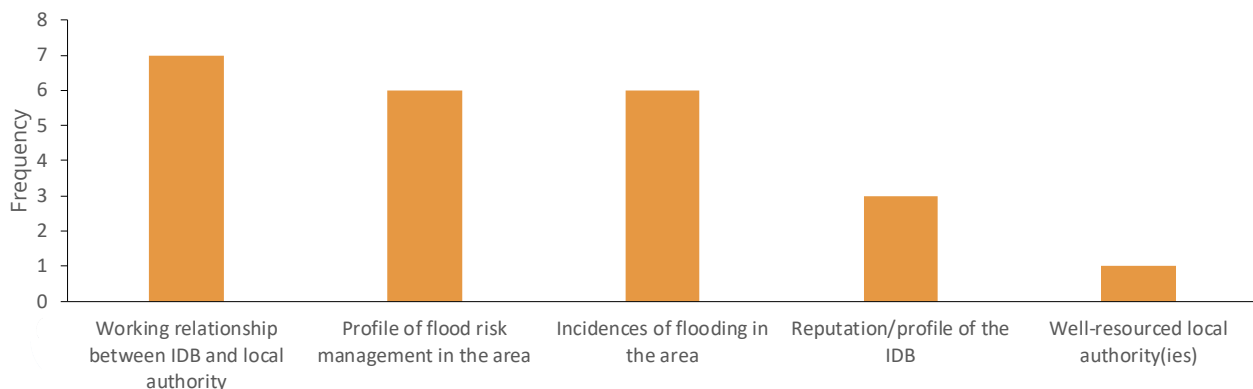 8
7
6
5
4
3
2
1
0
Frequency
Working relationship
between IDB and local
authority
Profile of flood risk
management in the area
Incidences of flooding in
the area
Reputation/profile of the
IDB
Well-resourced local
authority(ies)